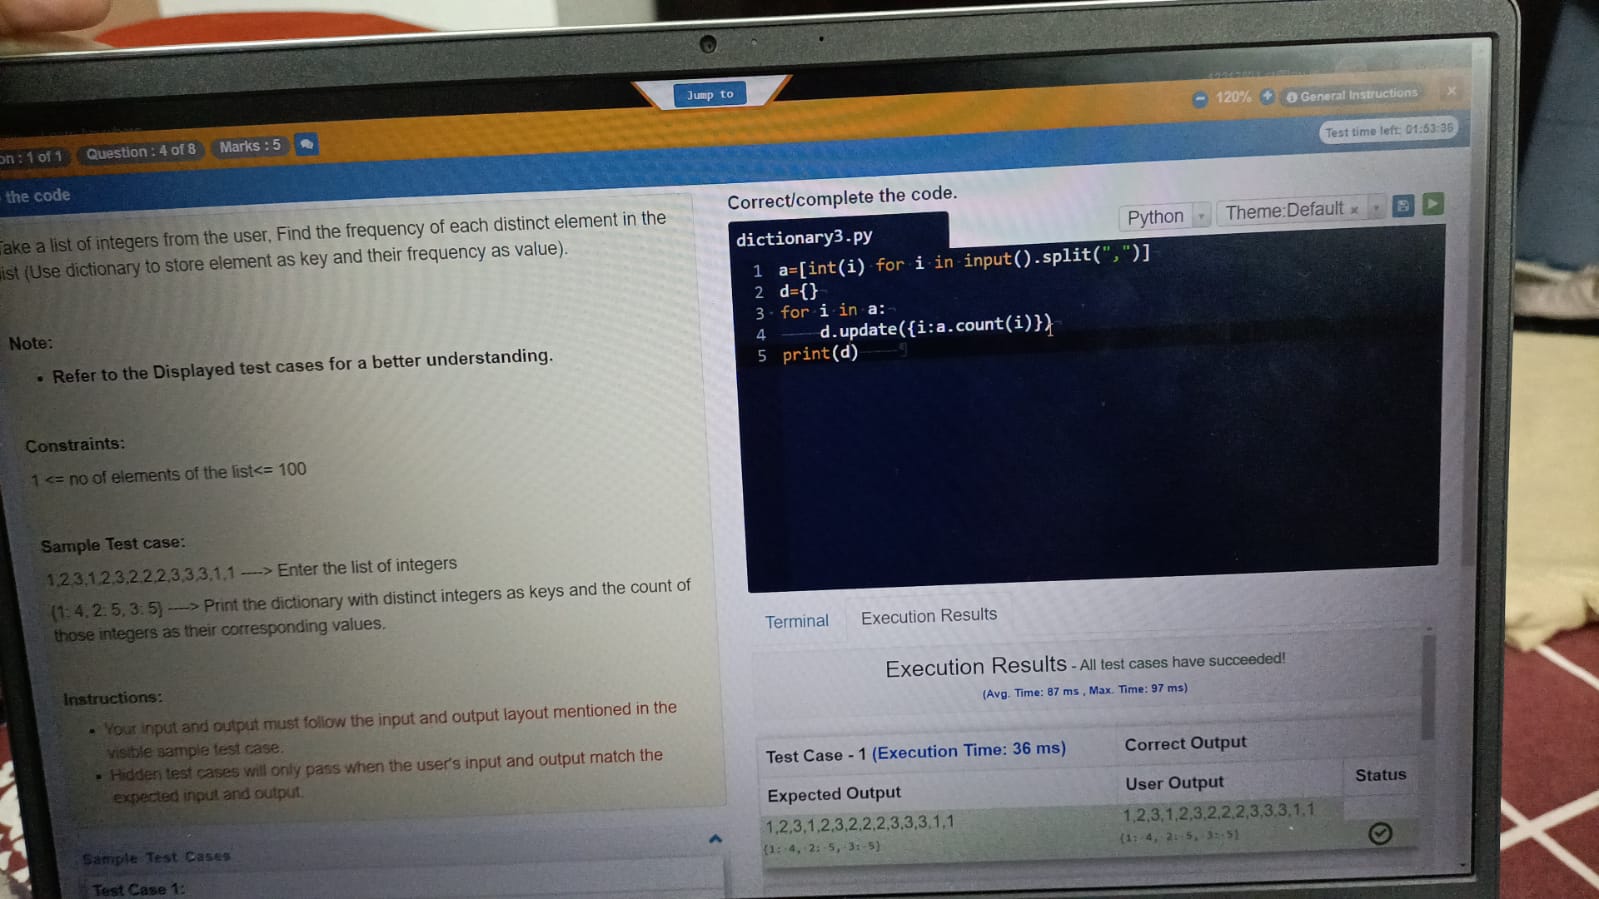 Jump to
120%
General Instructions
Test time left: 01:53:36
on : 1 of 1
Question : 4 of 8
Marks : 5
the code
Take a list of integers from the user, Find the frequency of each distinct element in the
list (Use dictionary to store element as key and their frequency as value).
Note:
• Refer to the Displayed test cases for a better understanding.
Constraints:
1 <= no of elements of the list<= 100
Sample Test case:
1,2,3,1,2,3,2,2,2,3,3,3,1,1 ----> Enter the list of integers
{1: 4, 2: 5, 3: 5} ----> Print the dictionary with distinct integers as keys and the count of
those integers as their corresponding values.
Instructions:
• Your input and output must follow the input and output layout mentioned in the
visible sample test case.
• Hidden test cases will only pass when the user's input and output match the
expected input and output.
Sample Test Cases
Test Case 1:
Correct/complete the code.
Python
Theme:Default
dictionary3.py
1 a=[int(i) for i in input().split(",")]
2 d={}
3 for i in a:
4 d.update({i:a.count(i)})
5 print(d)
Terminal
Execution Results
Execution Results - All test cases have succeeded!
(Avg. Time: 87 ms , Max. Time: 97 ms)
Test Case - 1 (Execution Time: 36 ms)
Correct Output
Expected Output
User Output
Status
1,2,3,1,2,3,2,2,2,3,3,3,1,1
1,2,3,1,2,3,2,2,2,3,3,3,1,1
{1:·4,·2:·5,·3:·5}
{1:·4,·2:·5,·3:·5}